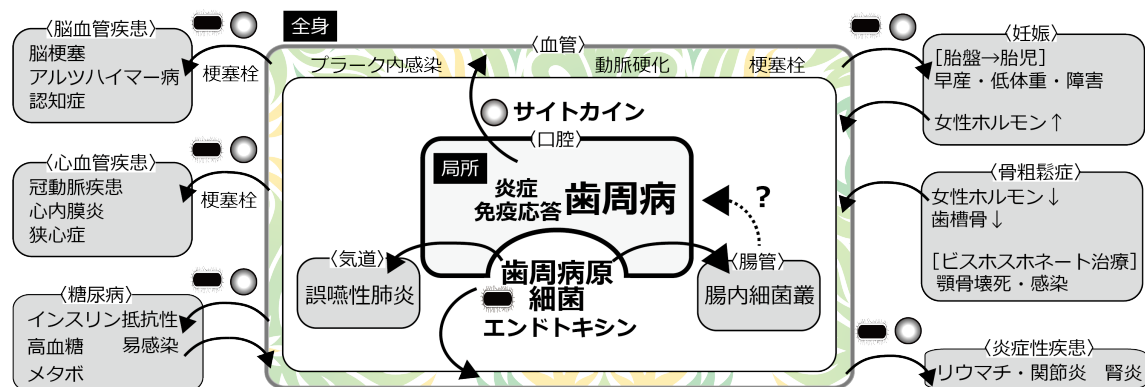 全身
〈血管〉
プラーク内感染 動脈硬化 梗塞栓
〈脳血管疾患〉
脳梗塞
アルツハイマー病
認知症
梗塞栓
〈心血管疾患〉
冠動脈疾患
心内膜炎
狭心症
梗塞栓
〈糖尿病〉
インスリン抵抗性
高血糖 易感染
メタボ
サイトカイン
〈口腔〉
局所
炎症
免疫応答
歯周病
?
〈気道〉
誤嚥性肺炎
歯周病原
細菌
エンドトキシン
〈腸管〉
腸内細菌叢
〈妊娠〉
[胎盤→胎児]
早産・低体重・障害
女性ホルモン↑
〈骨粗鬆症〉
女性ホルモン↓
歯槽骨↓
[ビスホスホネート治療]
顎骨壊死・感染
〈炎症性疾患〉
リウマチ・関節炎 腎炎